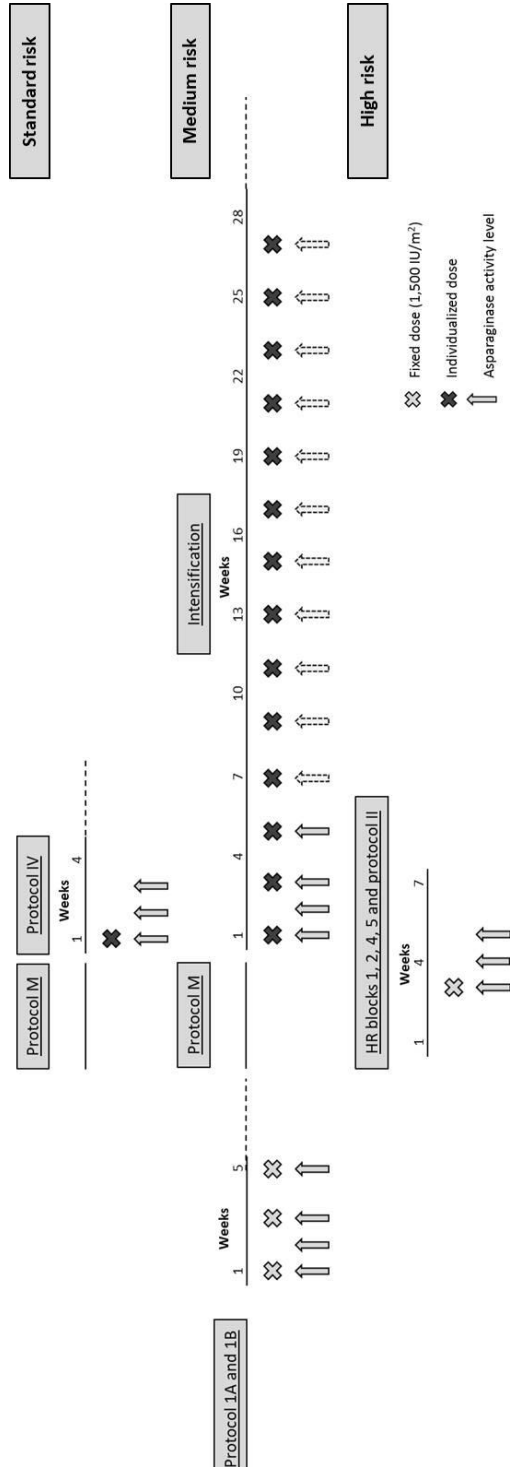 Protocol M
Protocol IV
Standard risk
Weeks
1 4
Protocol M
Intensification
Medium risk
Protocol 1A and 1B
Weeks
1 5
Weeks
1 4 7 10 13 16 19 22 25 28
HR blocks 1, 2, 4, 5 and protocol II
High risk
Weeks
1 4 7
Fixed dose (1,500 IU/m²)
Individualized dose
Asparaginase activity level